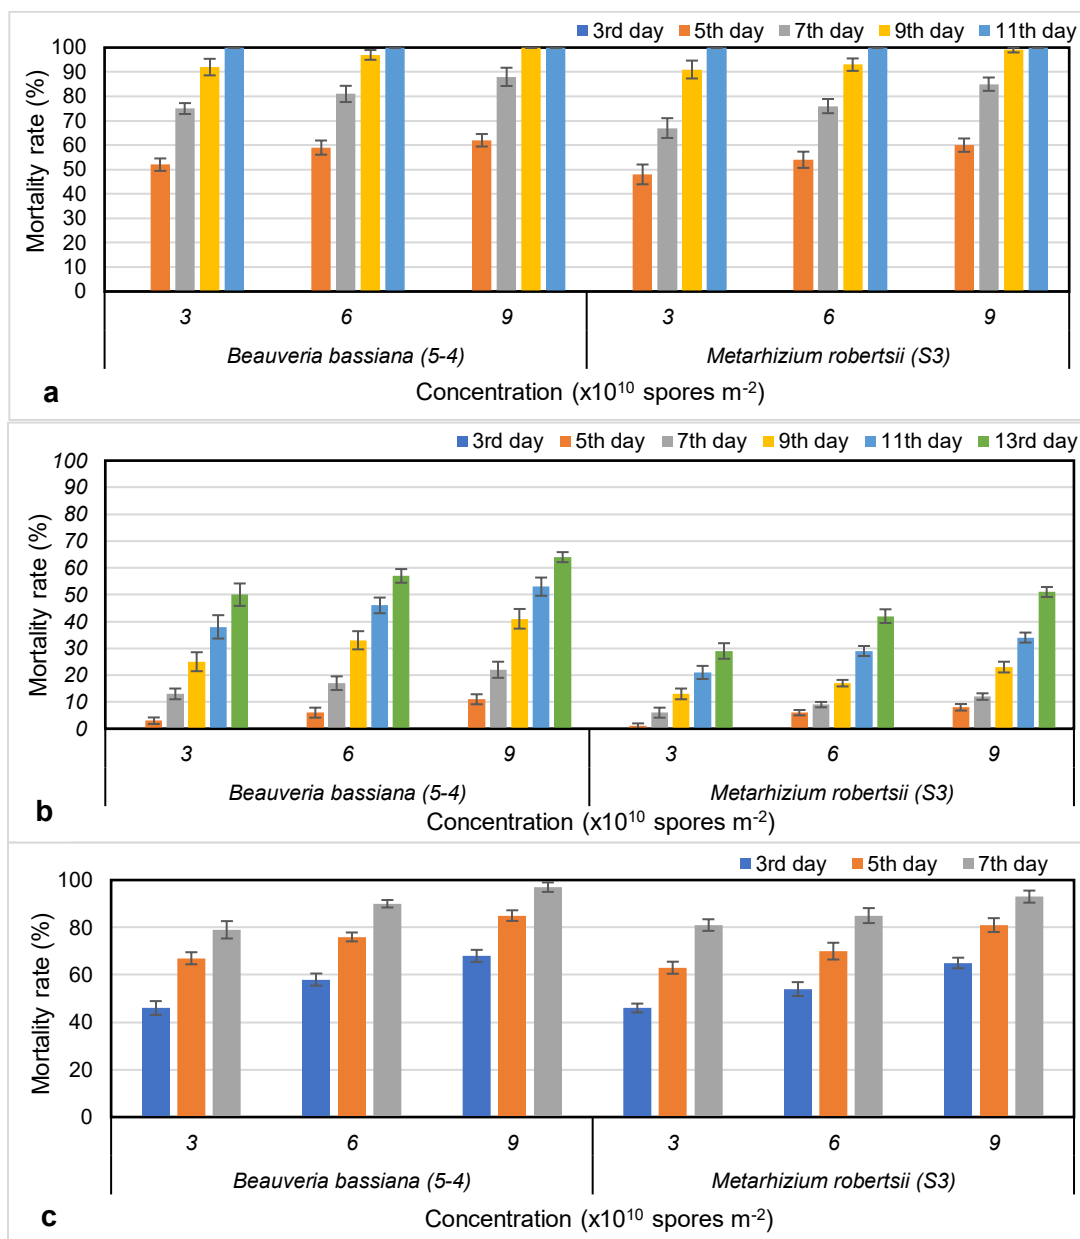 3rd day 5th day 7th day 9th day 11th day
100
90
80
70
60
50
40
30
20
10
0
Mortality rate (%)
3 6 9 3 6 9
Beauveria bassiana (5-4) Metarhizium robertsii (S3)
a
Concentration (x10¹⁰ spores m⁻²)
3rd day 5th day 7th day 9th day 11th day 13rd day
100
90
80
70
60
50
40
30
20
10
0
Mortality rate (%)
3 6 9 3 6 9
Beauveria bassiana (5-4) Metarhizium robertsii (S3)
b
Concentration (x10¹⁰ spores m⁻²)
3rd day 5th day 7th day
100
80
60
40
20
0
Mortality rate (%)
3 6 9 3 6 9
Beauveria bassiana (5-4) Metarhizium robertsii (S3)
c
Concentration (x10¹⁰ spores m⁻²)